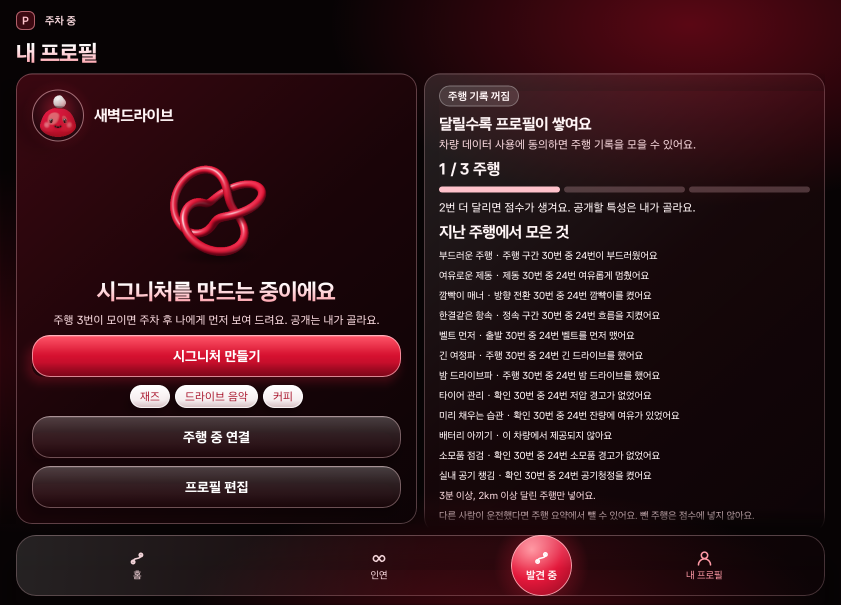 P 주차 중
내 프로필
새벽드라이브
시그니처를 만드는 중이에요
주행 3번이 모이면 주차 후 나에게 먼저 보여 드려요. 공개는 내가 골라요.
시그니처 만들기
재즈 드라이브 음악 커피
주행 중 연결
프로필 편집
주행 기록 꺼짐
달릴수록 프로필이 쌓여요
차량 데이터 사용에 동의하면 주행 기록을 모을 수 있어요.
1 / 3 주행
2번 더 달리면 점수가 생겨요. 공개할 특성은 내가 골라요.
지난 주행에서 모은 것
부드러운 주행 · 주행 구간 30번 중 24번이 부드러웠어요
여유로운 제동 · 제동 30번 중 24번 여유롭게 멈췄어요
깜빡이 매너 · 방향 전환 30번 중 24번 깜빡이를 켰어요
한결같은 항속 · 정속 구간 30번 중 24번 흐름을 지켰어요
벨트 먼저 · 출발 30번 중 24번 벨트를 먼저 맸어요
긴 여정파 · 주행 30번 중 24번 긴 드라이브를 했어요
밤 드라이브파 · 주행 30번 중 24번 밤 드라이브를 했어요
타이어 관리 · 확인 30번 중 24번 저압 경고가 없었어요
미리 채우는 습관 · 확인 30번 중 24번 잔량에 여유가 있었어요
배터리 아끼기 · 이 차량에서 제공되지 않아요
소모품 점검 · 확인 30번 중 24번 소모품 경고가 없었어요
실내 공기 챙김 · 확인 30번 중 24번 공기청정을 켰어요
3분 이상, 2km 이상 달린 주행만 넣어요.
다른 사람이 운전했다면 주행 요약에서 뺄 수 있어요. 뺀 주행은 점수에 넣지 않아요.
홈 인연 발견 중 내 프로필